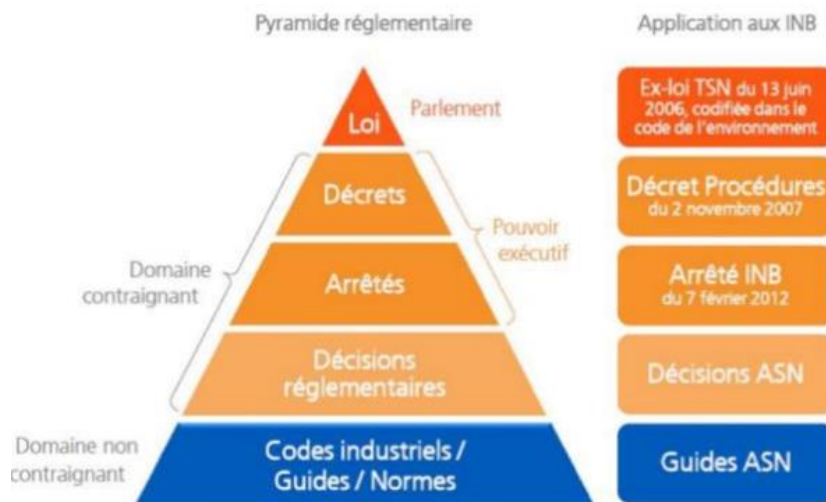 Pyramide réglementaire
Application aux INB
Loi
Parlement
Ex-loi TSN du 13 juin
2006, codifiée dans le
code de l'environnement
Décrets
Décret Procédures
du 2 novembre 2007
Pouvoir
exécutif
Domaine
contraignant
Arrêtés
Arrêté INB
du 7 février 2012
Décisions
réglementaires
Décisions ASN
Domaine non
contraignant
Codes industriels /
Guides / Normes
Guides ASN